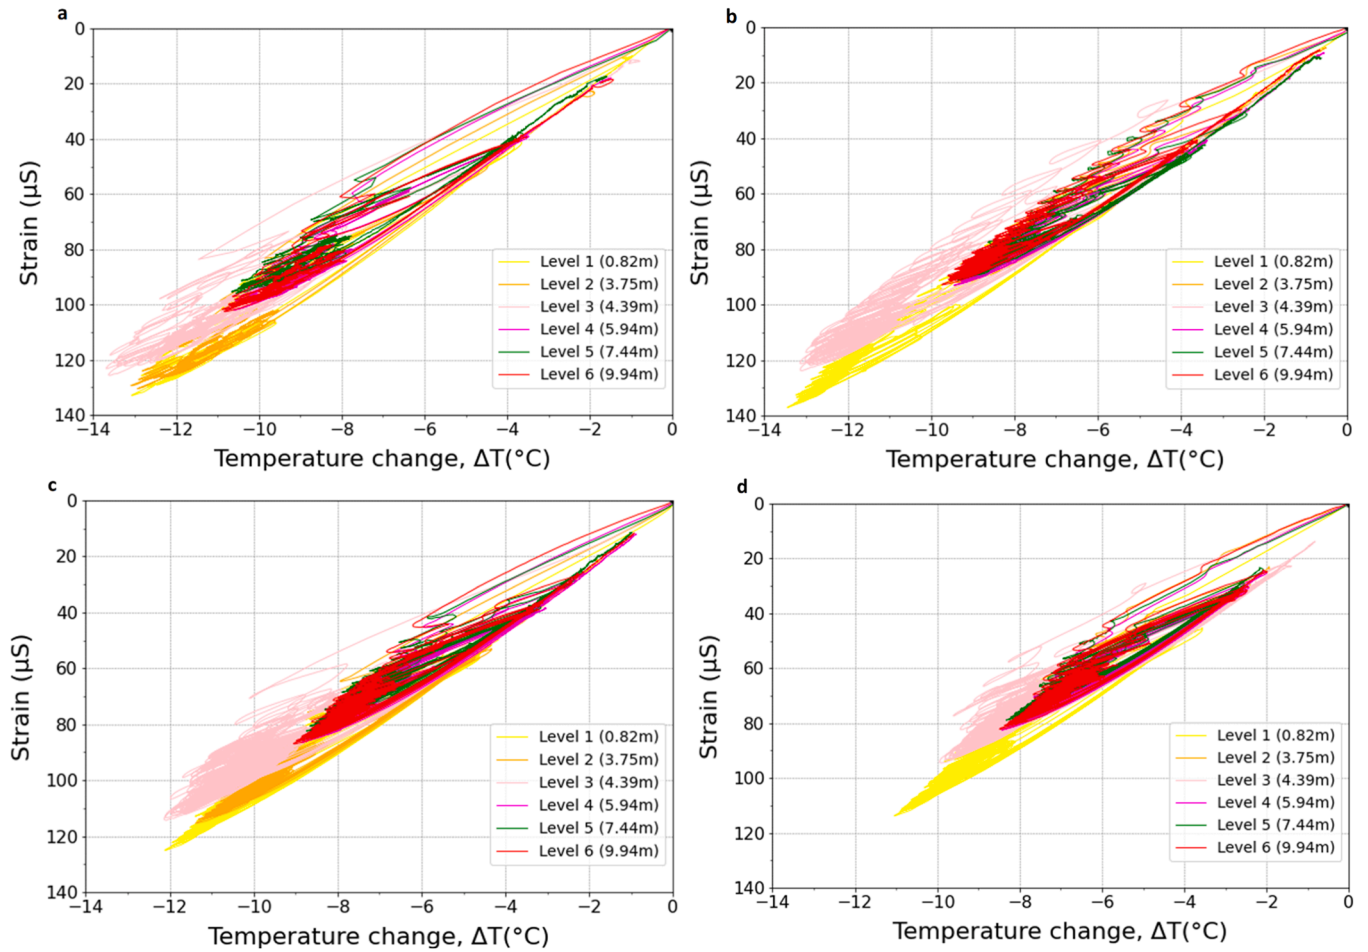 a
0
20
40
60
80
100
120
140
Strain (µS)
−14 −12 −10 −8 −6 −4 −2 0
Temperature change, ΔT(°C)
Level 1 (0.82m)
Level 2 (3.75m)
Level 3 (4.39m)
Level 4 (5.94m)
Level 5 (7.44m)
Level 6 (9.94m)
b
0
20
40
60
80
100
120
140
Strain (µS)
−14 −12 −10 −8 −6 −4 −2 0
Temperature change, ΔT(°C)
Level 1 (0.82m)
Level 2 (3.75m)
Level 3 (4.39m)
Level 4 (5.94m)
Level 5 (7.44m)
Level 6 (9.94m)
c
0
20
40
60
80
100
120
140
Strain (µS)
−14 −12 −10 −8 −6 −4 −2 0
Temperature change, ΔT(°C)
Level 1 (0.82m)
Level 2 (3.75m)
Level 3 (4.39m)
Level 4 (5.94m)
Level 5 (7.44m)
Level 6 (9.94m)
d
0
20
40
60
80
100
120
140
Strain (µS)
−14 −12 −10 −8 −6 −4 −2 0
Temperature change, ΔT(°C)
Level 1 (0.82m)
Level 2 (3.75m)
Level 3 (4.39m)
Level 4 (5.94m)
Level 5 (7.44m)
Level 6 (9.94m)